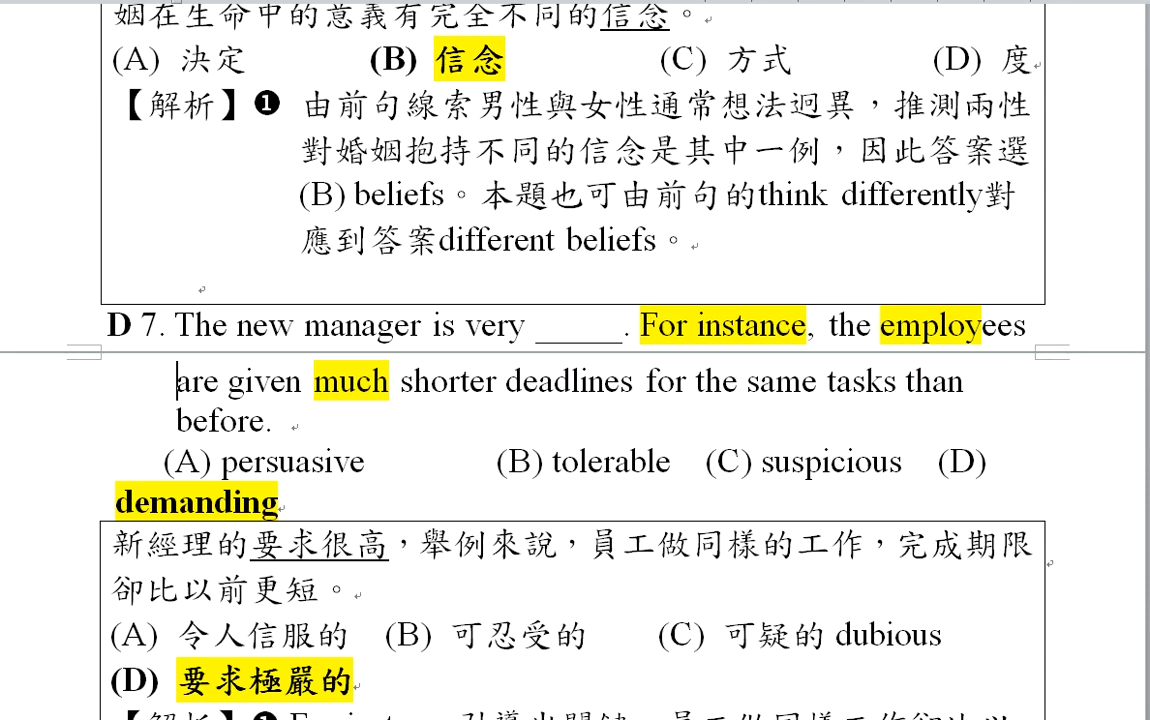 姻在生命中的意義有完全不同的信念。
(A) 決定 (B) 信念 (C) 方式 (D) 度
【解析】❶ 由前句線索男性與女性通常想法迥異，推測兩性
對婚姻抱持不同的信念是其中一例，因此答案選
(B) beliefs。本題也可由前句的think differently對
應到答案different beliefs。
D 7. The new manager is very _____. For instance, the employees
are given much shorter deadlines for the same tasks than
before.
(A) persuasive (B) tolerable (C) suspicious (D)
demanding
新經理的要求很高，舉例來說，員工做同樣的工作，完成期限
卻比以前更短。
(A) 令人信服的 (B) 可忍受的 (C) 可疑的 dubious
(D) 要求極嚴的
【解析】❶